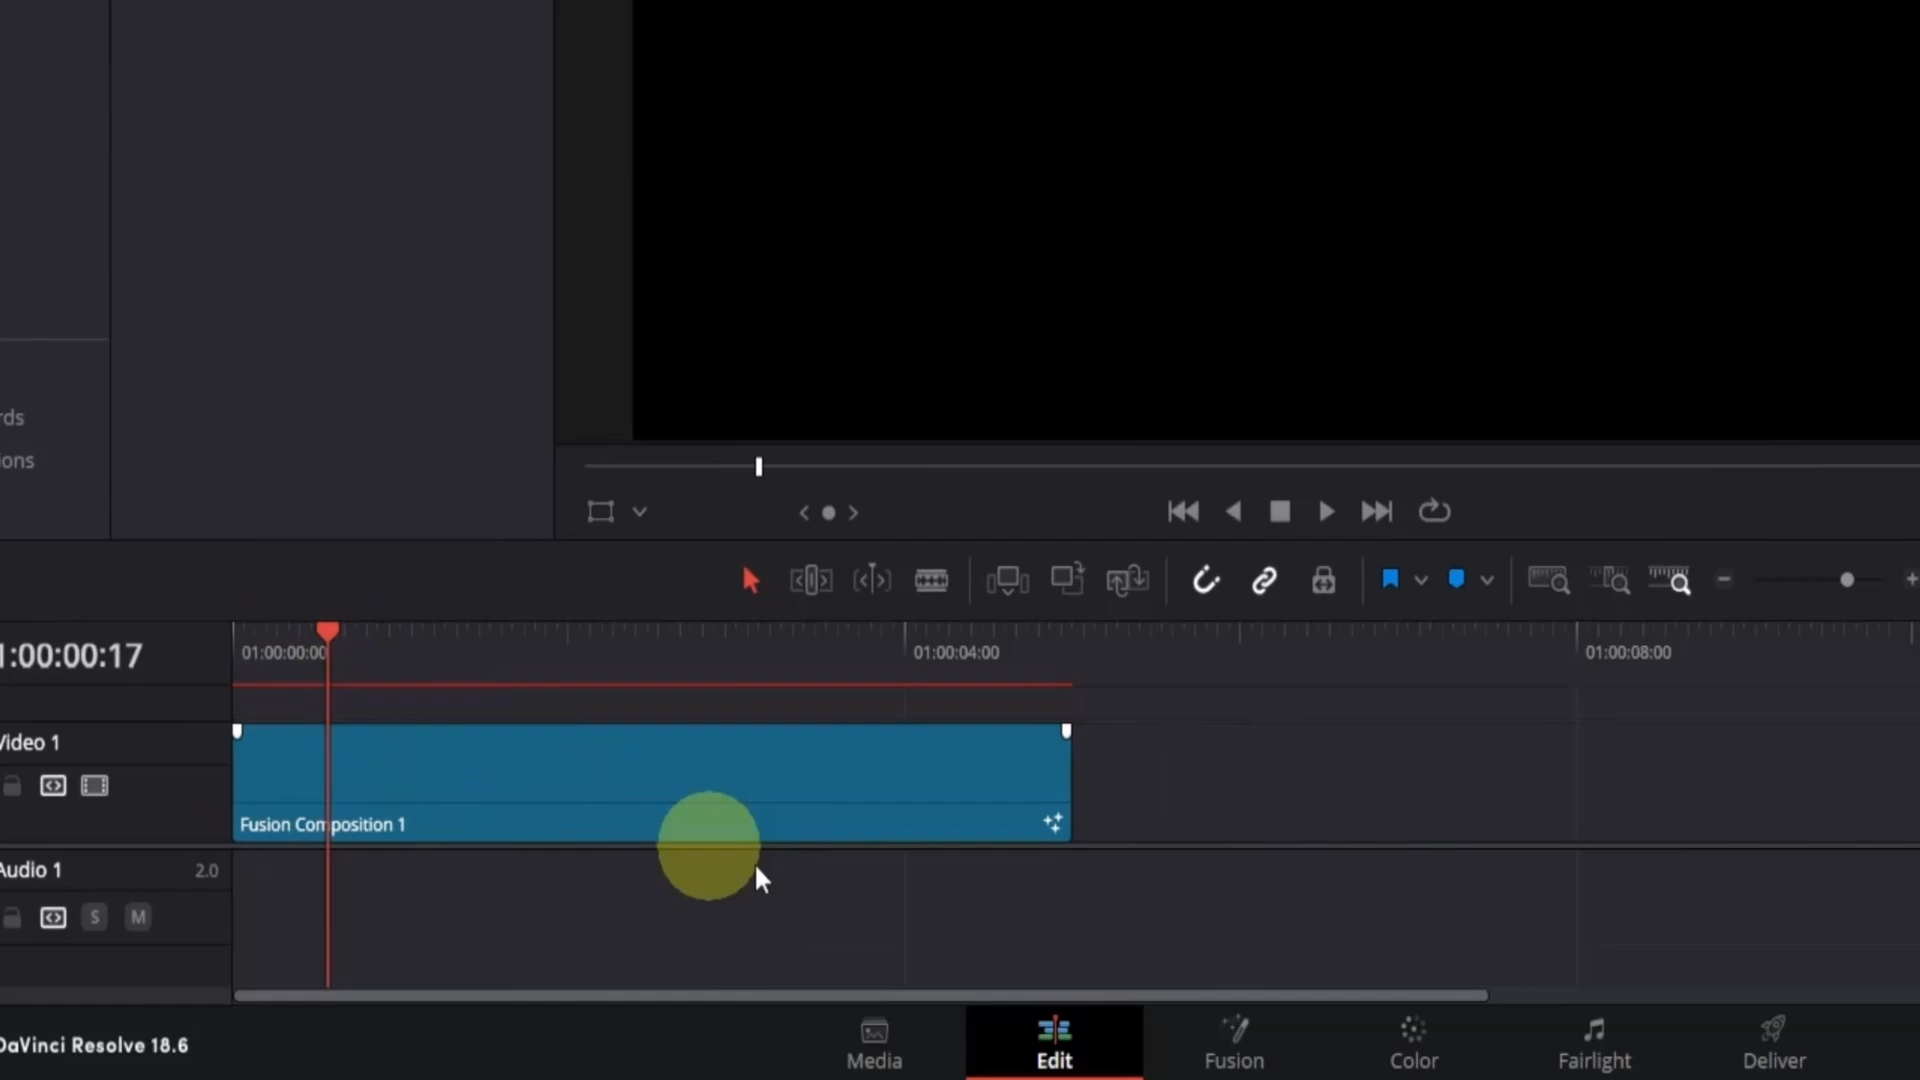 rds
ions
1:00:00:17
01:00:00:00
01:00:04:00
01:00:08:00
Video 1
Fusion Composition 1
Audio 1
2.0
S
M
DaVinci Resolve 18.6
Media
Edit
Fusion
Color
Fairlight
Deliver